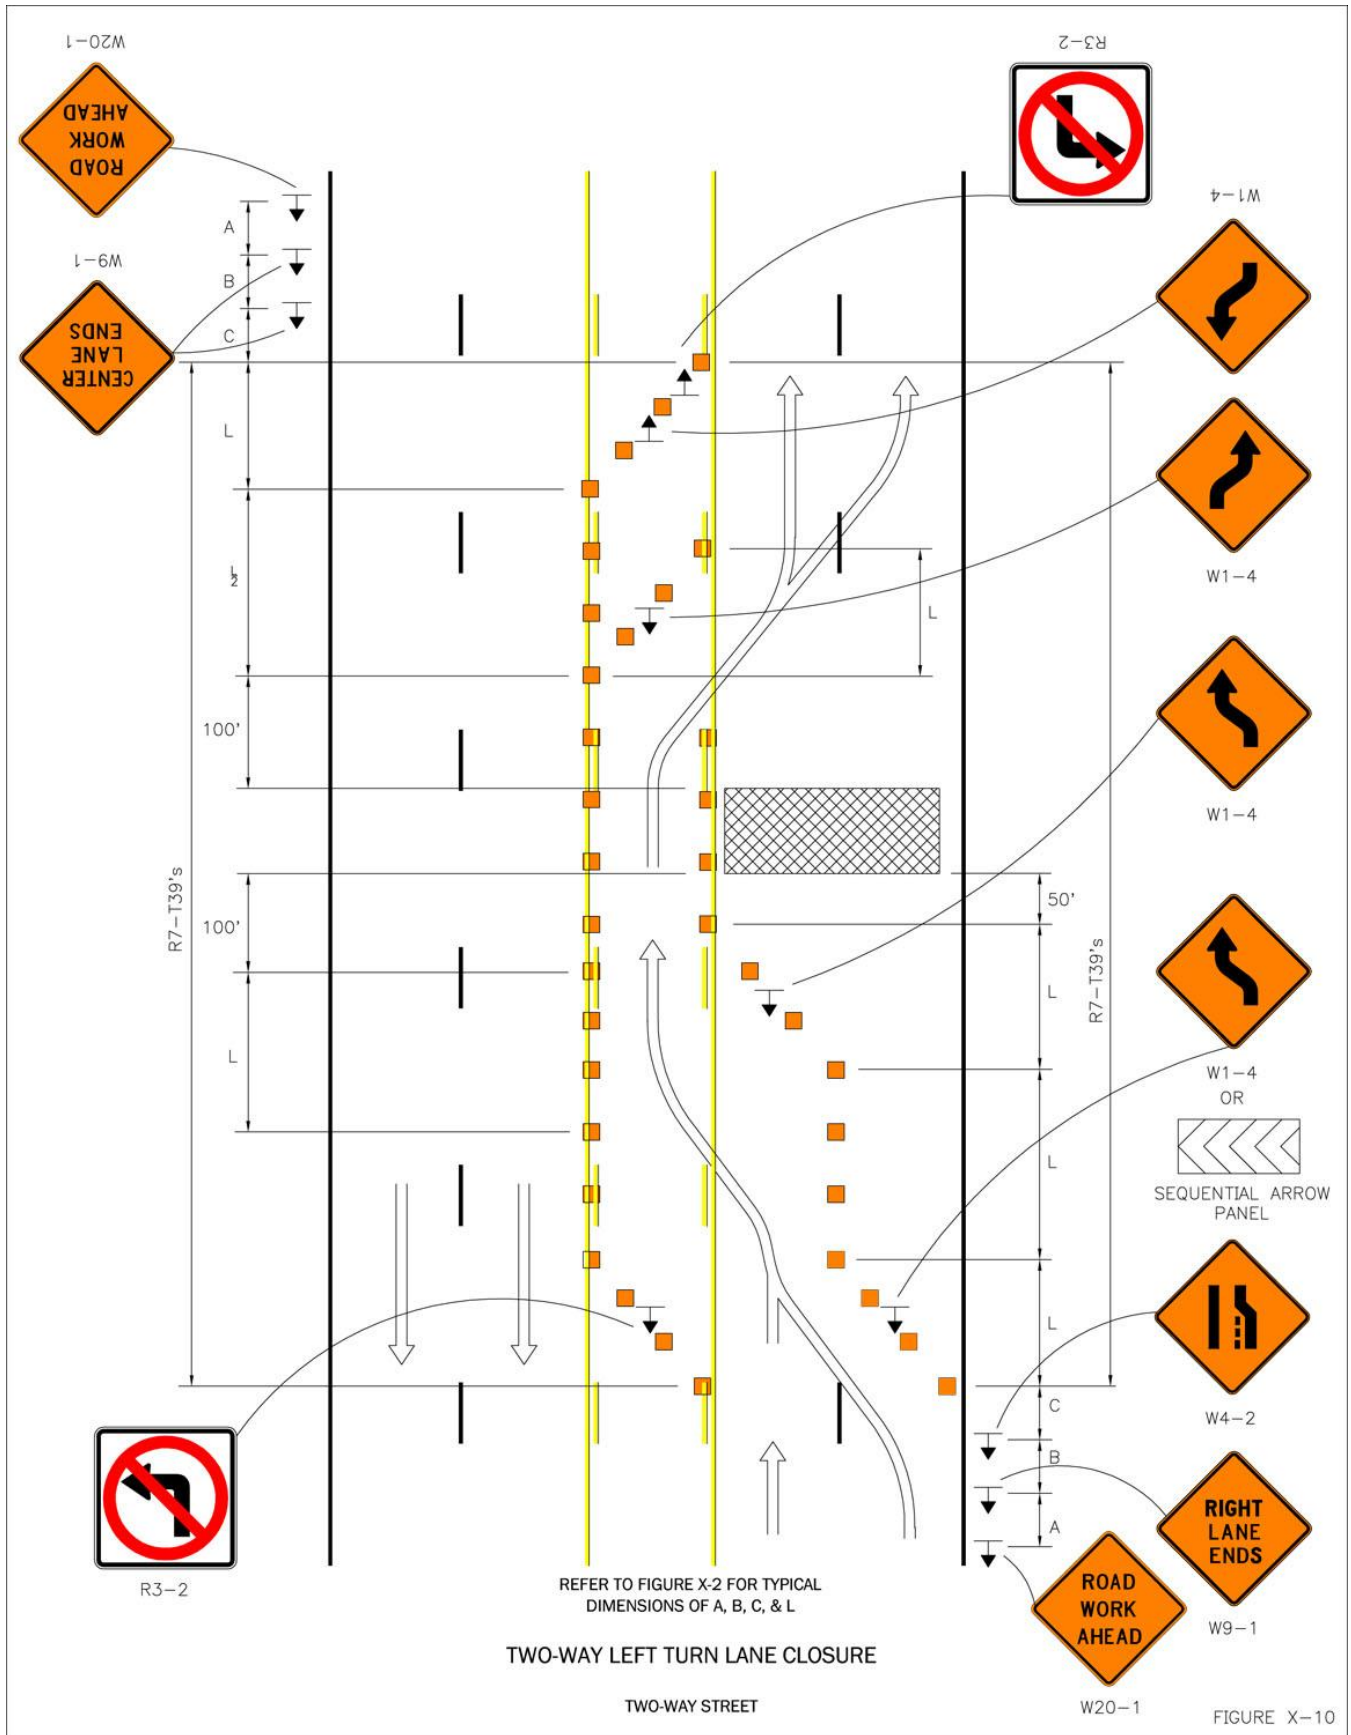 W20-1
ROAD
WORK
AHEAD
A
W9-1
B
C
CENTER
LANE
ENDS
R3-2
W1-4
L
L/2
L
W1-4
100'
W1-4
R7-T39's
100'
50'
R7-T39's
L
L
W1-4
OR
L
SEQUENTIAL ARROW
PANEL
L
C
W4-2
B
A
RIGHT
LANE
ENDS
W9-1
ROAD
WORK
AHEAD
W20-1
R3-2
REFER TO FIGURE X-2 FOR TYPICAL
DIMENSIONS OF A, B, C, & L
TWO-WAY LEFT TURN LANE CLOSURE
TWO-WAY STREET
FIGURE X-10